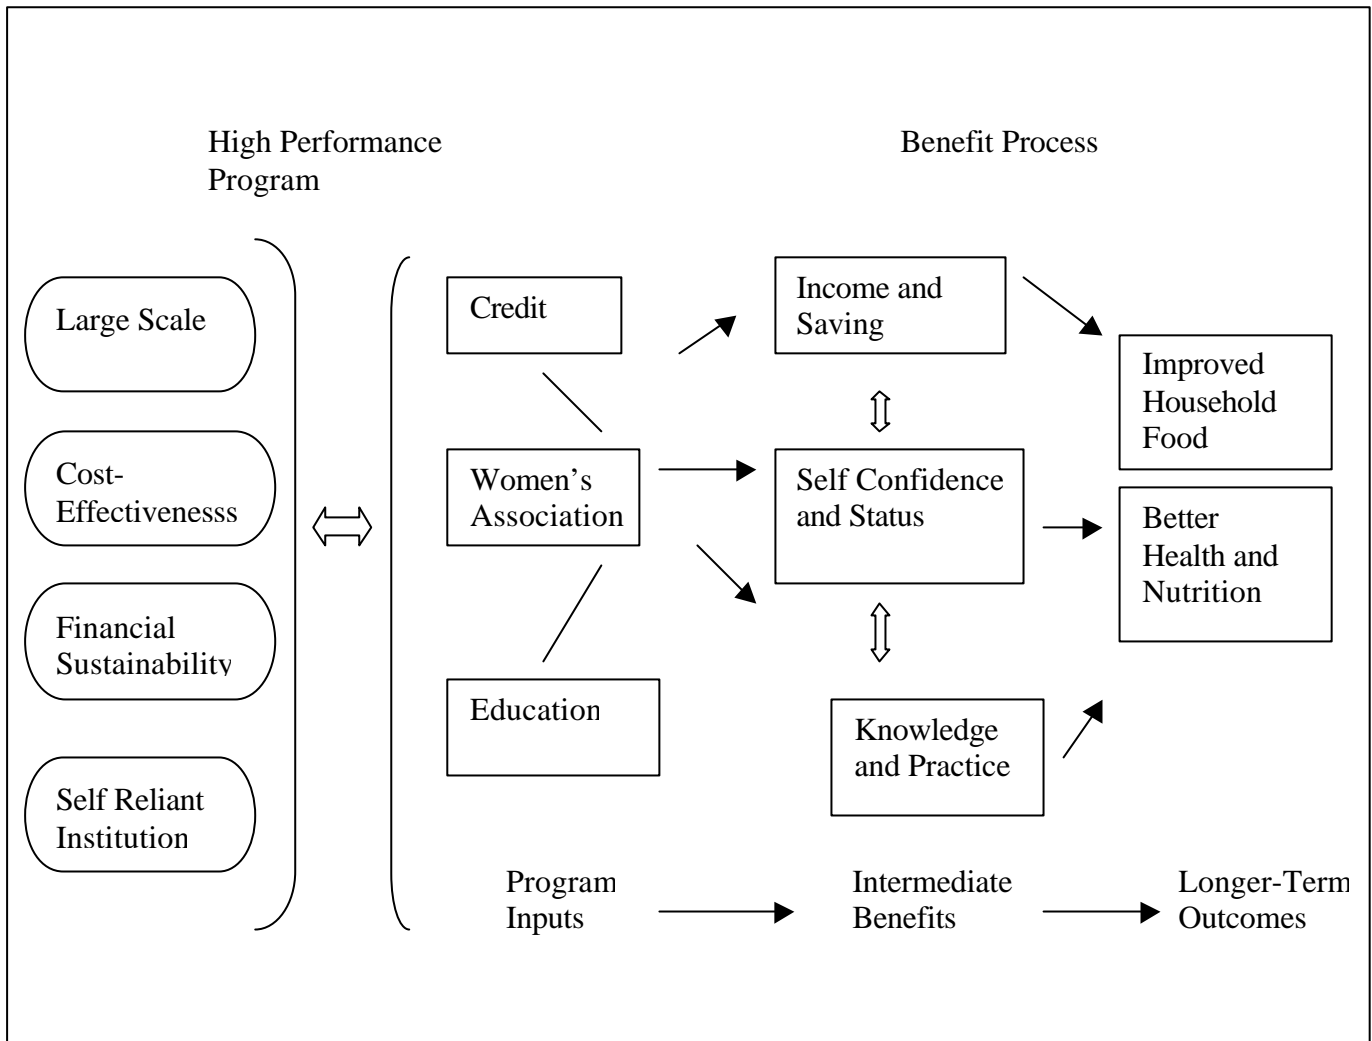 High Performance
Program
Benefit Process
Large Scale
Cost-
Effectivenesss
Financial
Sustainability
Self Reliant
Institution
Credit
Women’s
Association
Education
Income and
Saving
Self Confidence
and Status
Knowledge
and Practice
Improved
Household
Food
Better
Health and
Nutrition
Program
Inputs
Intermediate
Benefits
Longer-Term
Outcomes